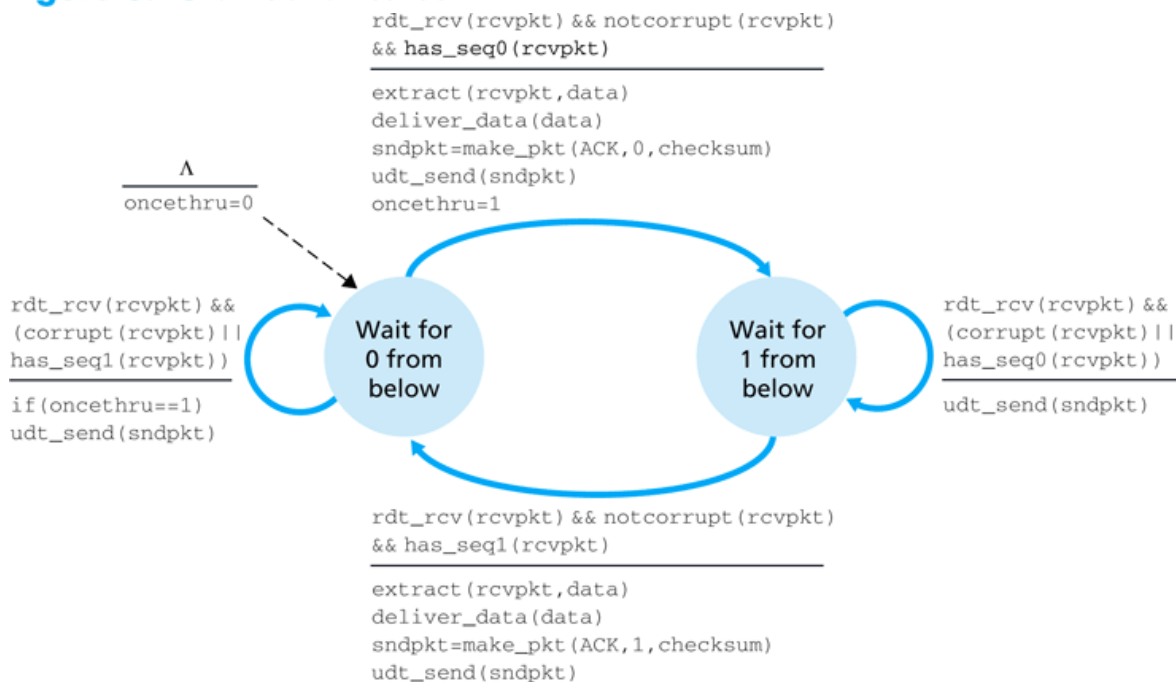 rdt_rcv(rcvpkt) && notcorrupt(rcvpkt)
&& has_seq0(rcvpkt)
extract(rcvpkt,data)
deliver_data(data)
sndpkt=make_pkt(ACK,0,checksum)
udt_send(sndpkt)
oncethru=1
Λ
oncethru=0
rdt_rcv(rcvpkt) &&
(corrupt(rcvpkt)||
has_seq1(rcvpkt))
if(oncethru==1)
udt_send(sndpkt)
Wait for
0 from
below
Wait for
1 from
below
rdt_rcv(rcvpkt) &&
(corrupt(rcvpkt)||
has_seq0(rcvpkt))
udt_send(sndpkt)
rdt_rcv(rcvpkt) && notcorrupt(rcvpkt)
&& has_seq1(rcvpkt)
extract(rcvpkt,data)
deliver_data(data)
sndpkt=make_pkt(ACK,1,checksum)
udt_send(sndpkt)